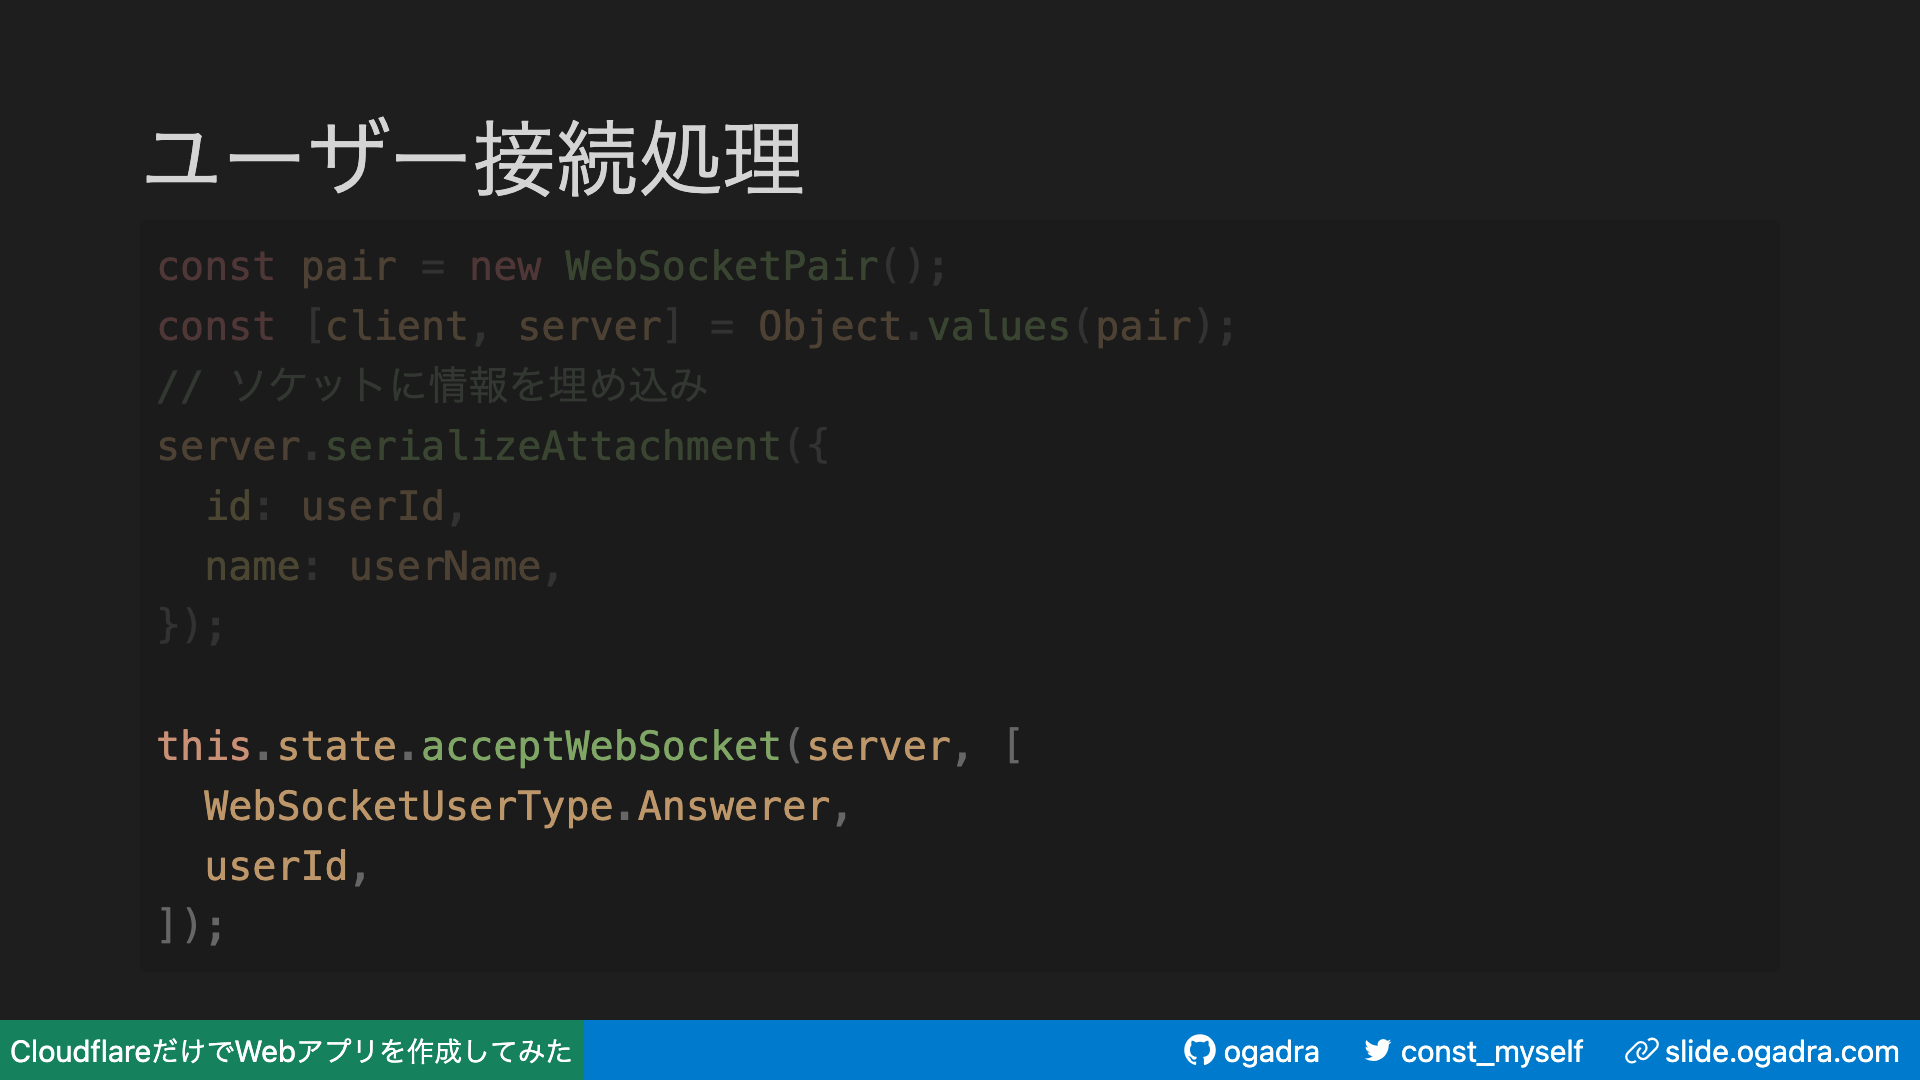 ユーザー接続処理
const pair = new WebSocketPair();
const [client, server] = Object.values(pair);
// ソケットに情報を埋め込み
server.serializeAttachment({
  id: userId,
  name: userName,
});
this.state.acceptWebSocket(server, [
  WebSocketUserType.Answerer,
  userId,
]);
CloudflareだけでWebアプリを作成してみた
ogadra
const_myself
slide.ogadra.com